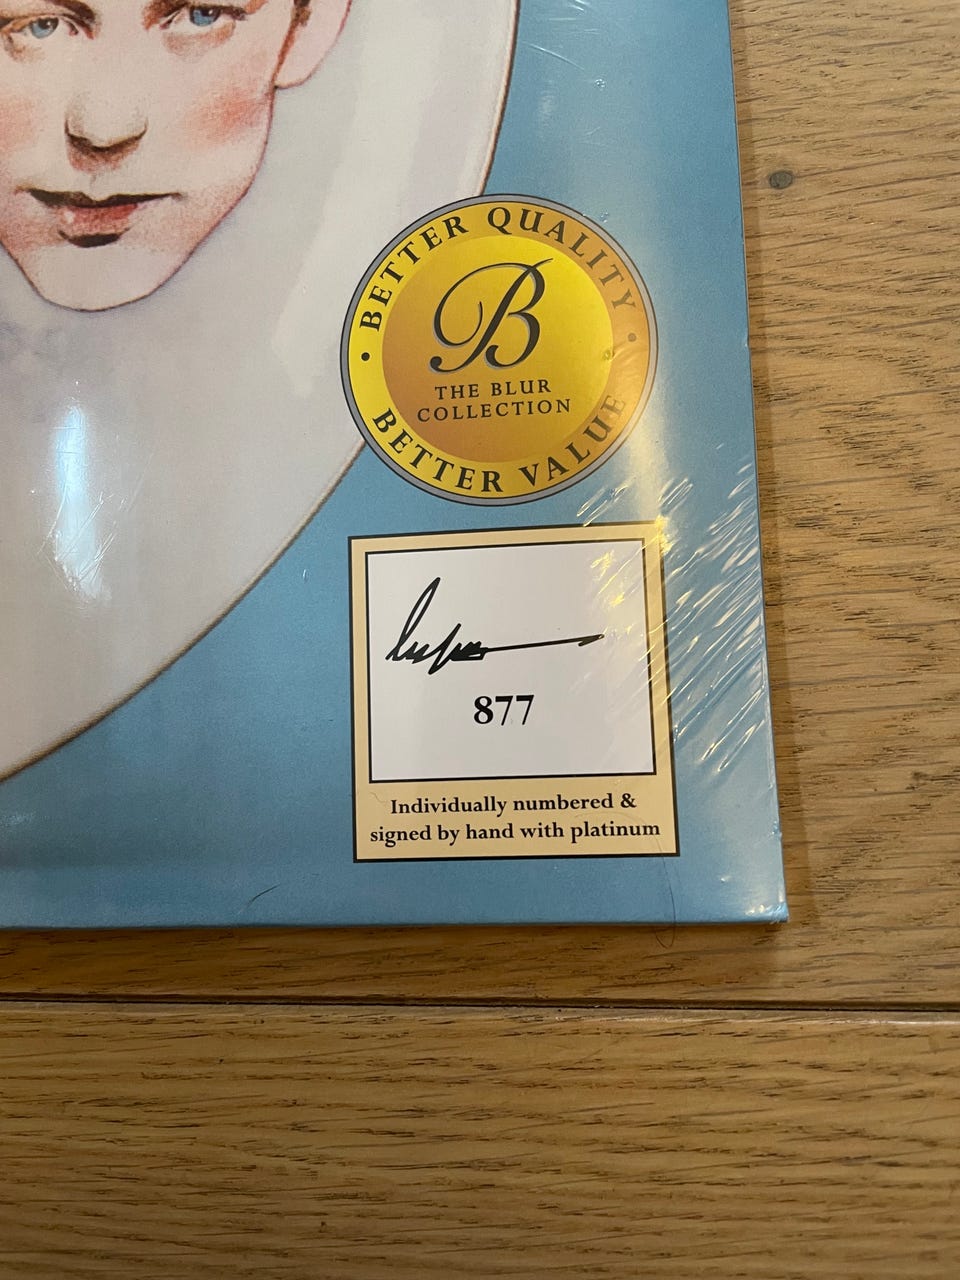 BETTER QUALITY
B
THE BLUR
COLLECTION
BETTER VALUE
877
Individually numbered &
signed by hand with platinum